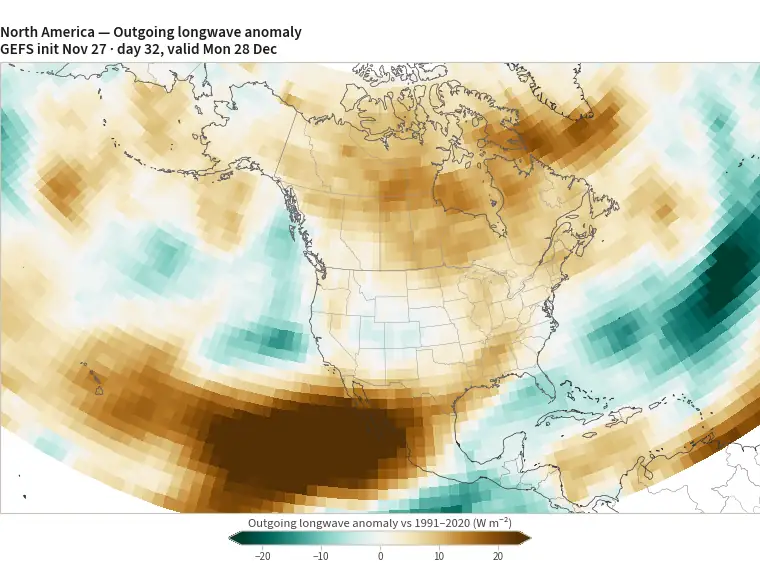 North America — Outgoing longwave anomaly
GEFS init Nov 27 · day 32, valid Mon 28 Dec
Outgoing longwave anomaly vs 1991–2020 (W m⁻²)
−20 −10 0 10 20